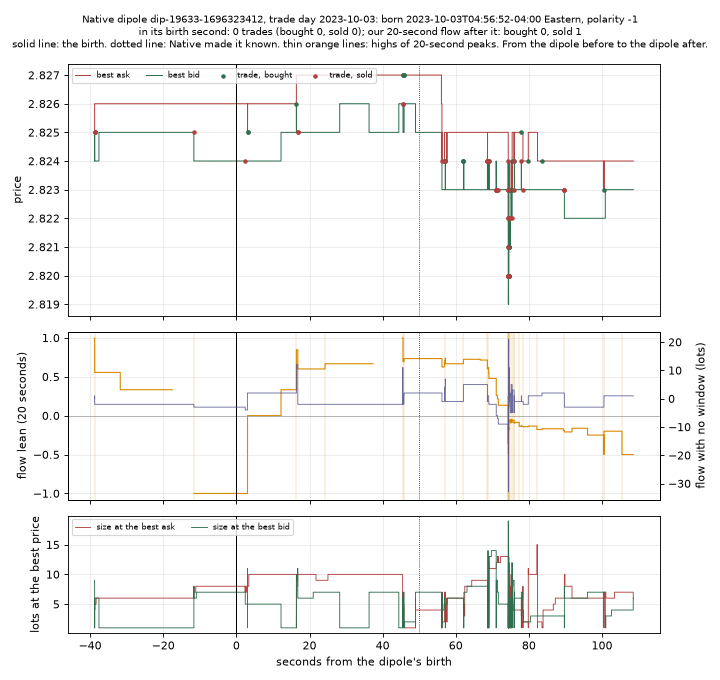 Native dipole dip-19633-1696323412, trade day 2023-10-03: born 2023-10-03T04:56:52-04:00 Eastern, polarity -1
in its birth second: 0 trades (bought 0, sold 0); our 20-second flow after it: bought 0, sold 1
solid line: the birth. dotted line: Native made it known. thin orange lines: highs of 20-second peaks. From the dipole before to the dipole after.
best ask
best bid
trade, bought
trade, sold
2.827
2.826
2.825
2.824
2.823
2.822
2.821
2.820
2.819
price
1.0
0.5
0.0
−0.5
−1.0
flow lean (20 seconds)
20
10
0
−10
−20
−30
flow with no window (lots)
size at the best ask
size at the best bid
15
10
5
lots at the best price
−40
−20
0
20
40
60
80
100
seconds from the dipole's birth